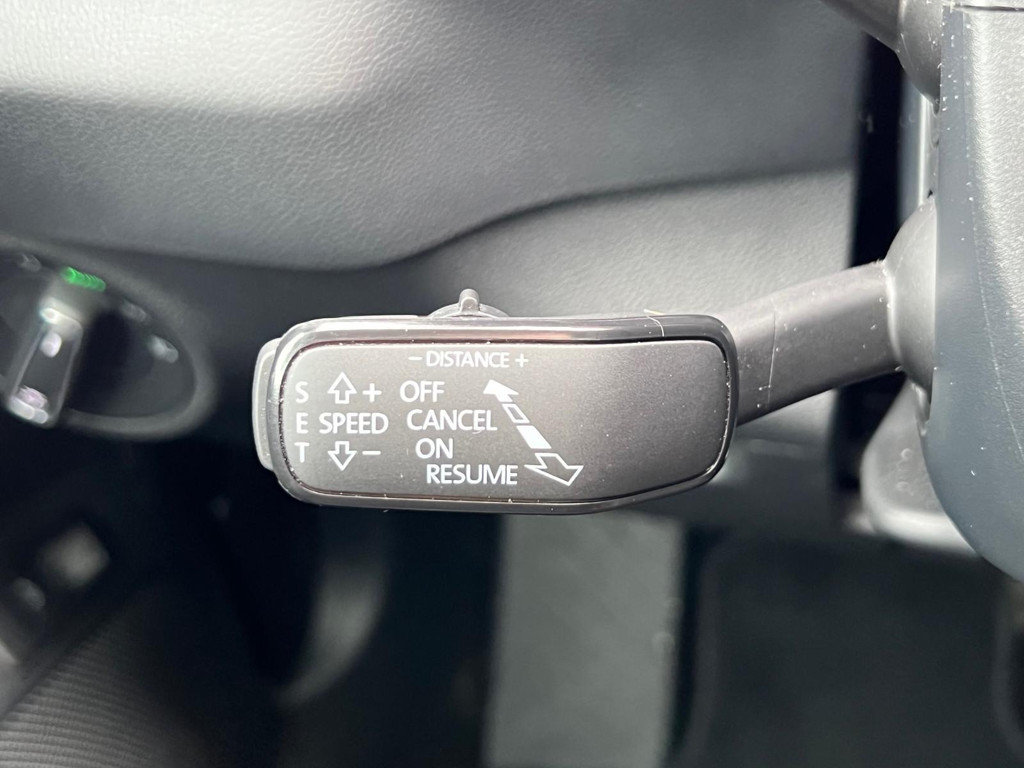 − DISTANCE +
S + OFF
E SPEED CANCEL
T − ON
RESUME